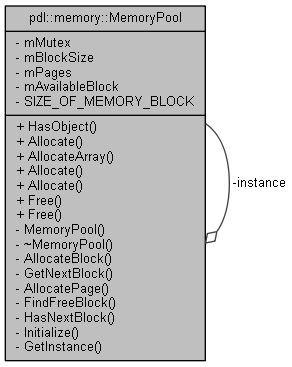 pdl::memory::MemoryPool
- mMutex
- mBlockSize
- mPages
- mAvailableBlock
- SIZE_OF_MEMORY_BLOCK
+ HasObject()
+ Allocate()
+ AllocateArray()
+ Allocate()
+ Allocate()
+ Free()
+ Free()
- MemoryPool()
- ~MemoryPool()
- AllocateBlock()
- GetNextBlock()
- AllocatePage()
- FindFreeBlock()
- HasNextBlock()
- Initialize()
- GetInstance()
-instance